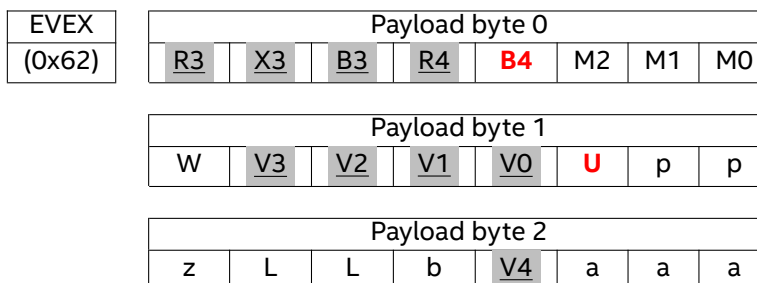 EVEX Payload byte 0
(0x62) R3 X3 B3 R4 B4 M2 M1 M0
Payload byte 1
W V3 V2 V1 V0 U p p
Payload byte 2
z L L b V4 a a a